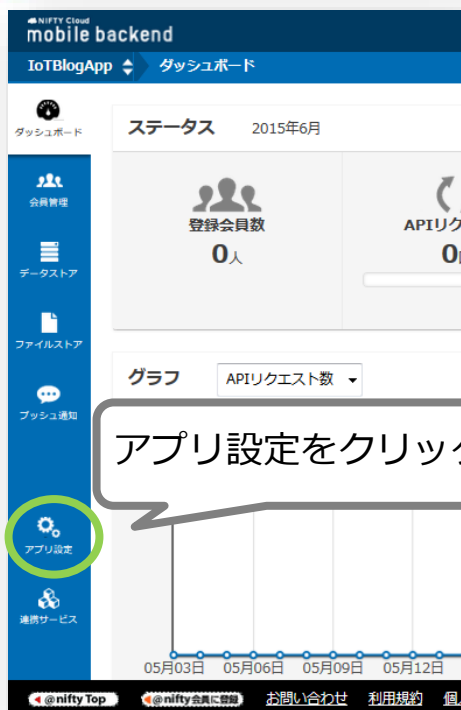 NIFTY Cloud
mobile backend
IoTBlogApp ダッシュボード
ダッシュボード
ステータス 2015年6月
会員管理
登録会員数
0人
APIリク
0
データストア
ファイルストア
グラフ APIリクエスト数
プッシュ通知
アプリ設定をクリック
アプリ設定
連携サービス
05月03日 05月06日 05月09日 05月12日
@nifty Top @nifty会員に登録 お問い合わせ 利用規約 個